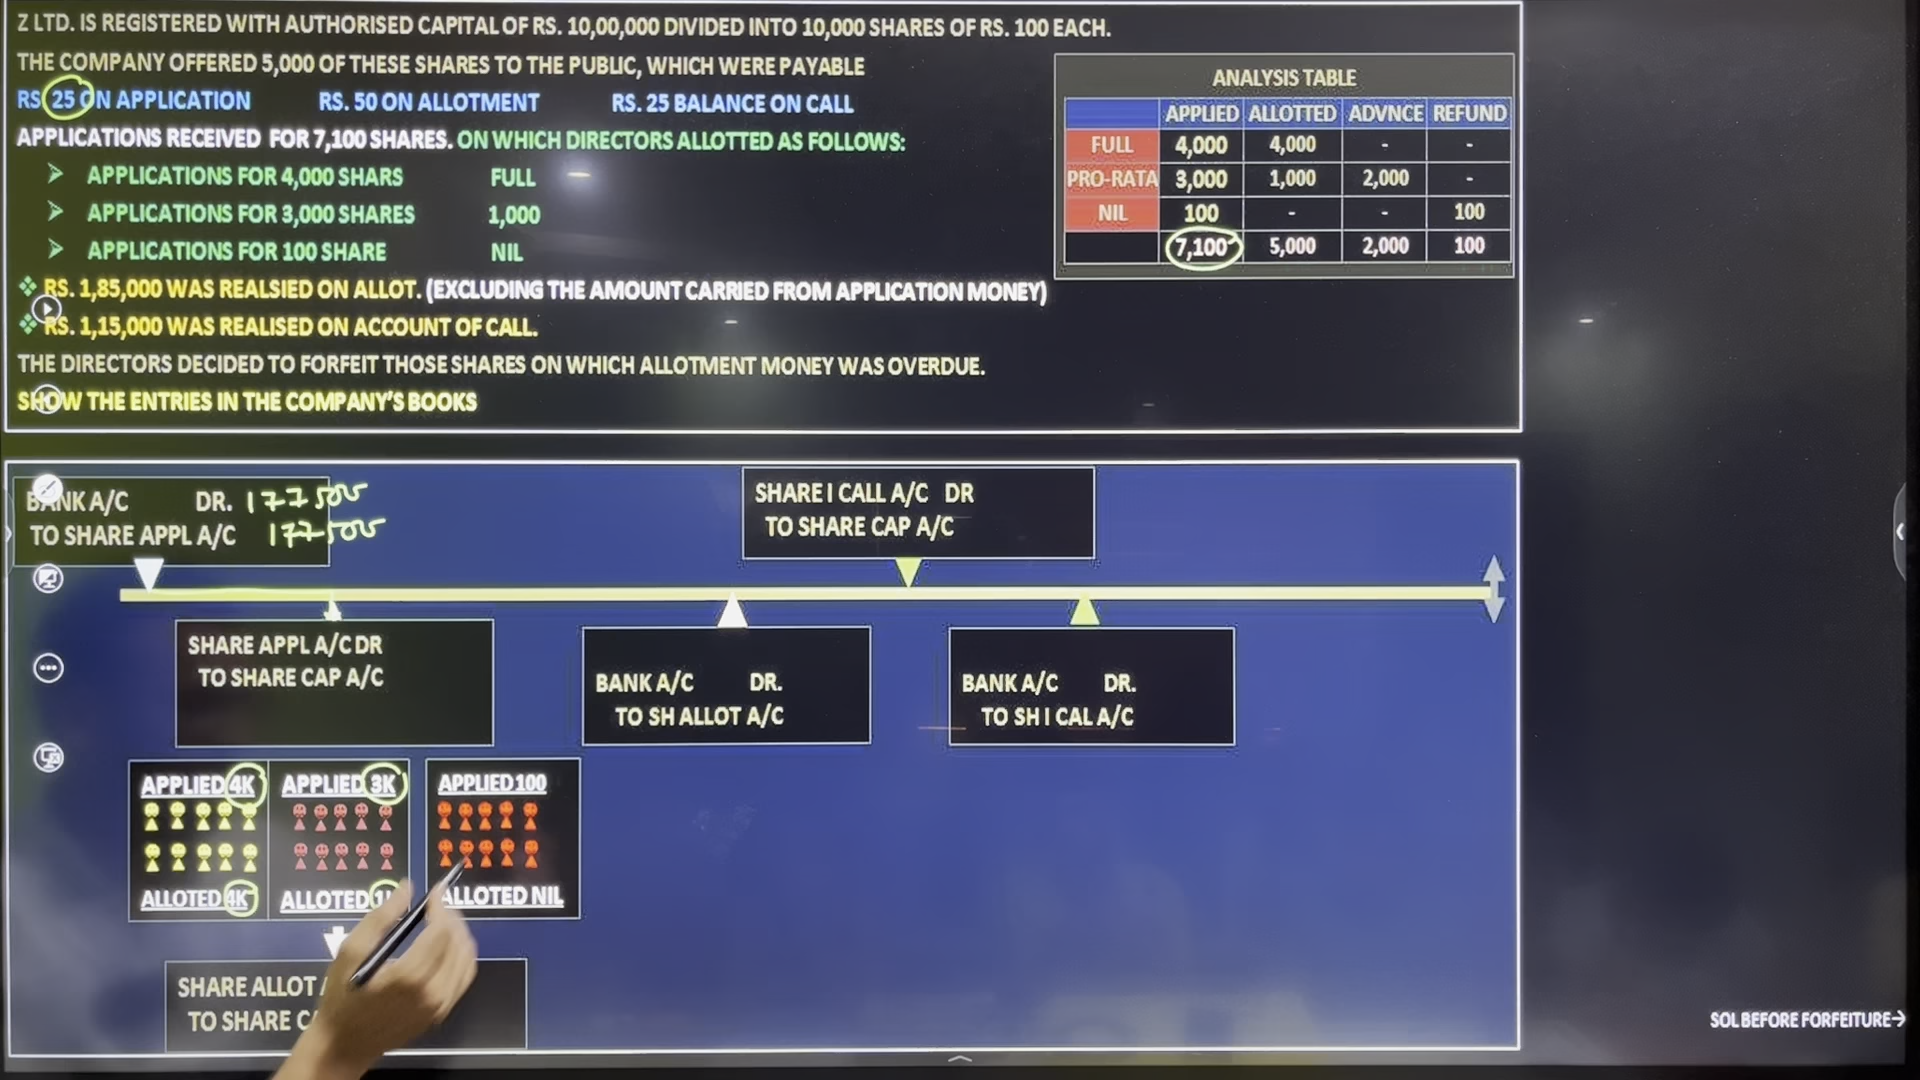 Z LTD. IS REGISTERED WITH AUTHORISED CAPITAL OF RS. 10,00,000 DIVIDED INTO 10,000 SHARES OF RS. 100 EACH.
THE COMPANY OFFERED 5,000 OF THESE SHARES TO THE PUBLIC, WHICH WERE PAYABLE
RS 25 ON APPLICATION RS. 50 ON ALLOTMENT RS. 25 BALANCE ON CALL
APPLICATIONS RECEIVED FOR 7,100 SHARES. ON WHICH DIRECTORS ALLOTTED AS FOLLOWS:
APPLICATIONS FOR 4,000 SHARS FULL
APPLICATIONS FOR 3,000 SHARES 1,000
APPLICATIONS FOR 100 SHARE NIL
RS. 1,85,000 WAS REALSIED ON ALLOT. (EXCLUDING THE AMOUNT CARRIED FROM APPLICATION MONEY)
RS. 1,15,000 WAS REALISED ON ACCOUNT OF CALL.
THE DIRECTORS DECIDED TO FORFEIT THOSE SHARES ON WHICH ALLOTMENT MONEY WAS OVERDUE.
SHOW THE ENTRIES IN THE COMPANY'S BOOKS
ANALYSIS TABLE
APPLIED ALLOTTED ADVNCE REFUND
FULL 4,000 4,000 - -
PRO-RATA 3,000 1,000 2,000 -
NIL 100 - - 100
7,100 5,000 2,000 100
BANK A/C DR. 177500
TO SHARE APPL A/C 177500
SHARE I CALL A/C DR
TO SHARE CAP A/C
SHARE APPL A/C DR
TO SHARE CAP A/C
BANK A/C DR.
TO SH ALLOT A/C
BANK A/C DR.
TO SH I CAL A/C
APPLIED 4K APPLIED 3K APPLIED 100
ALLOTED 4K ALLOTED ALLOTED NIL
SHARE ALLOT
TO SHARE
SOL BEFORE FORFEITURE→